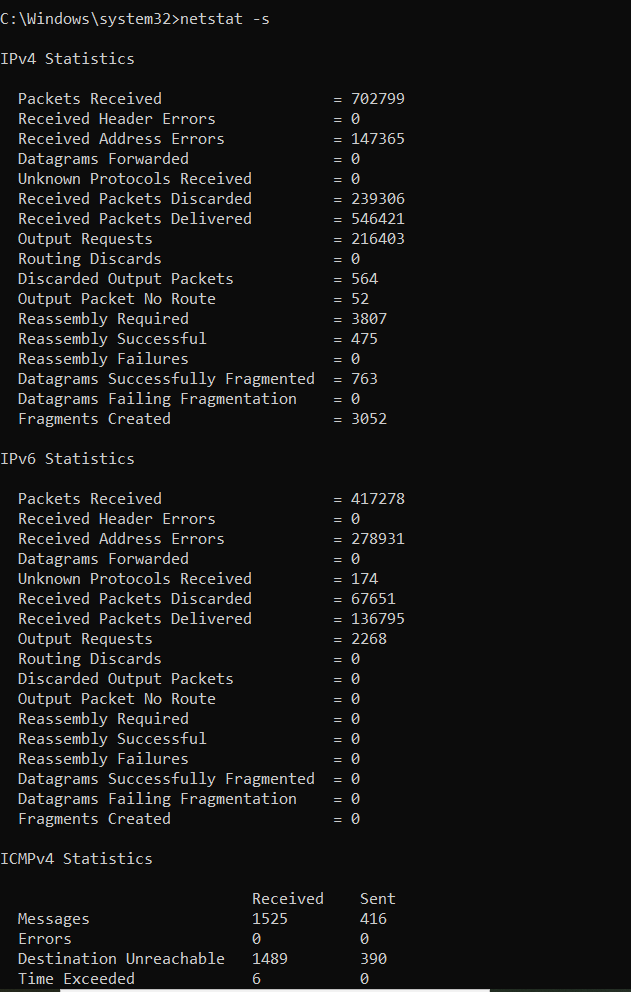 C:\Windows\system32>netstat -s
IPv4 Statistics
Packets Received = 702799
Received Header Errors = 0
Received Address Errors = 147365
Datagrams Forwarded = 0
Unknown Protocols Received = 0
Received Packets Discarded = 239306
Received Packets Delivered = 546421
Output Requests = 216403
Routing Discards = 0
Discarded Output Packets = 564
Output Packet No Route = 52
Reassembly Required = 3807
Reassembly Successful = 475
Reassembly Failures = 0
Datagrams Successfully Fragmented = 763
Datagrams Failing Fragmentation = 0
Fragments Created = 3052
IPv6 Statistics
Packets Received = 417278
Received Header Errors = 0
Received Address Errors = 278931
Datagrams Forwarded = 0
Unknown Protocols Received = 174
Received Packets Discarded = 67651
Received Packets Delivered = 136795
Output Requests = 2268
Routing Discards = 0
Discarded Output Packets = 0
Output Packet No Route = 0
Reassembly Required = 0
Reassembly Successful = 0
Reassembly Failures = 0
Datagrams Successfully Fragmented = 0
Datagrams Failing Fragmentation = 0
Fragments Created = 0
ICMPv4 Statistics
Received Sent
Messages 1525 416
Errors 0 0
Destination Unreachable 1489 390
Time Exceeded 6 0